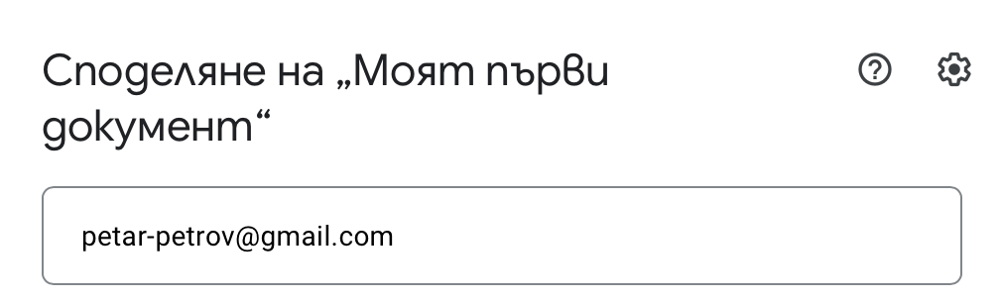 Споделяне на „Моят първи
документ“
petar-petrov@gmail.com